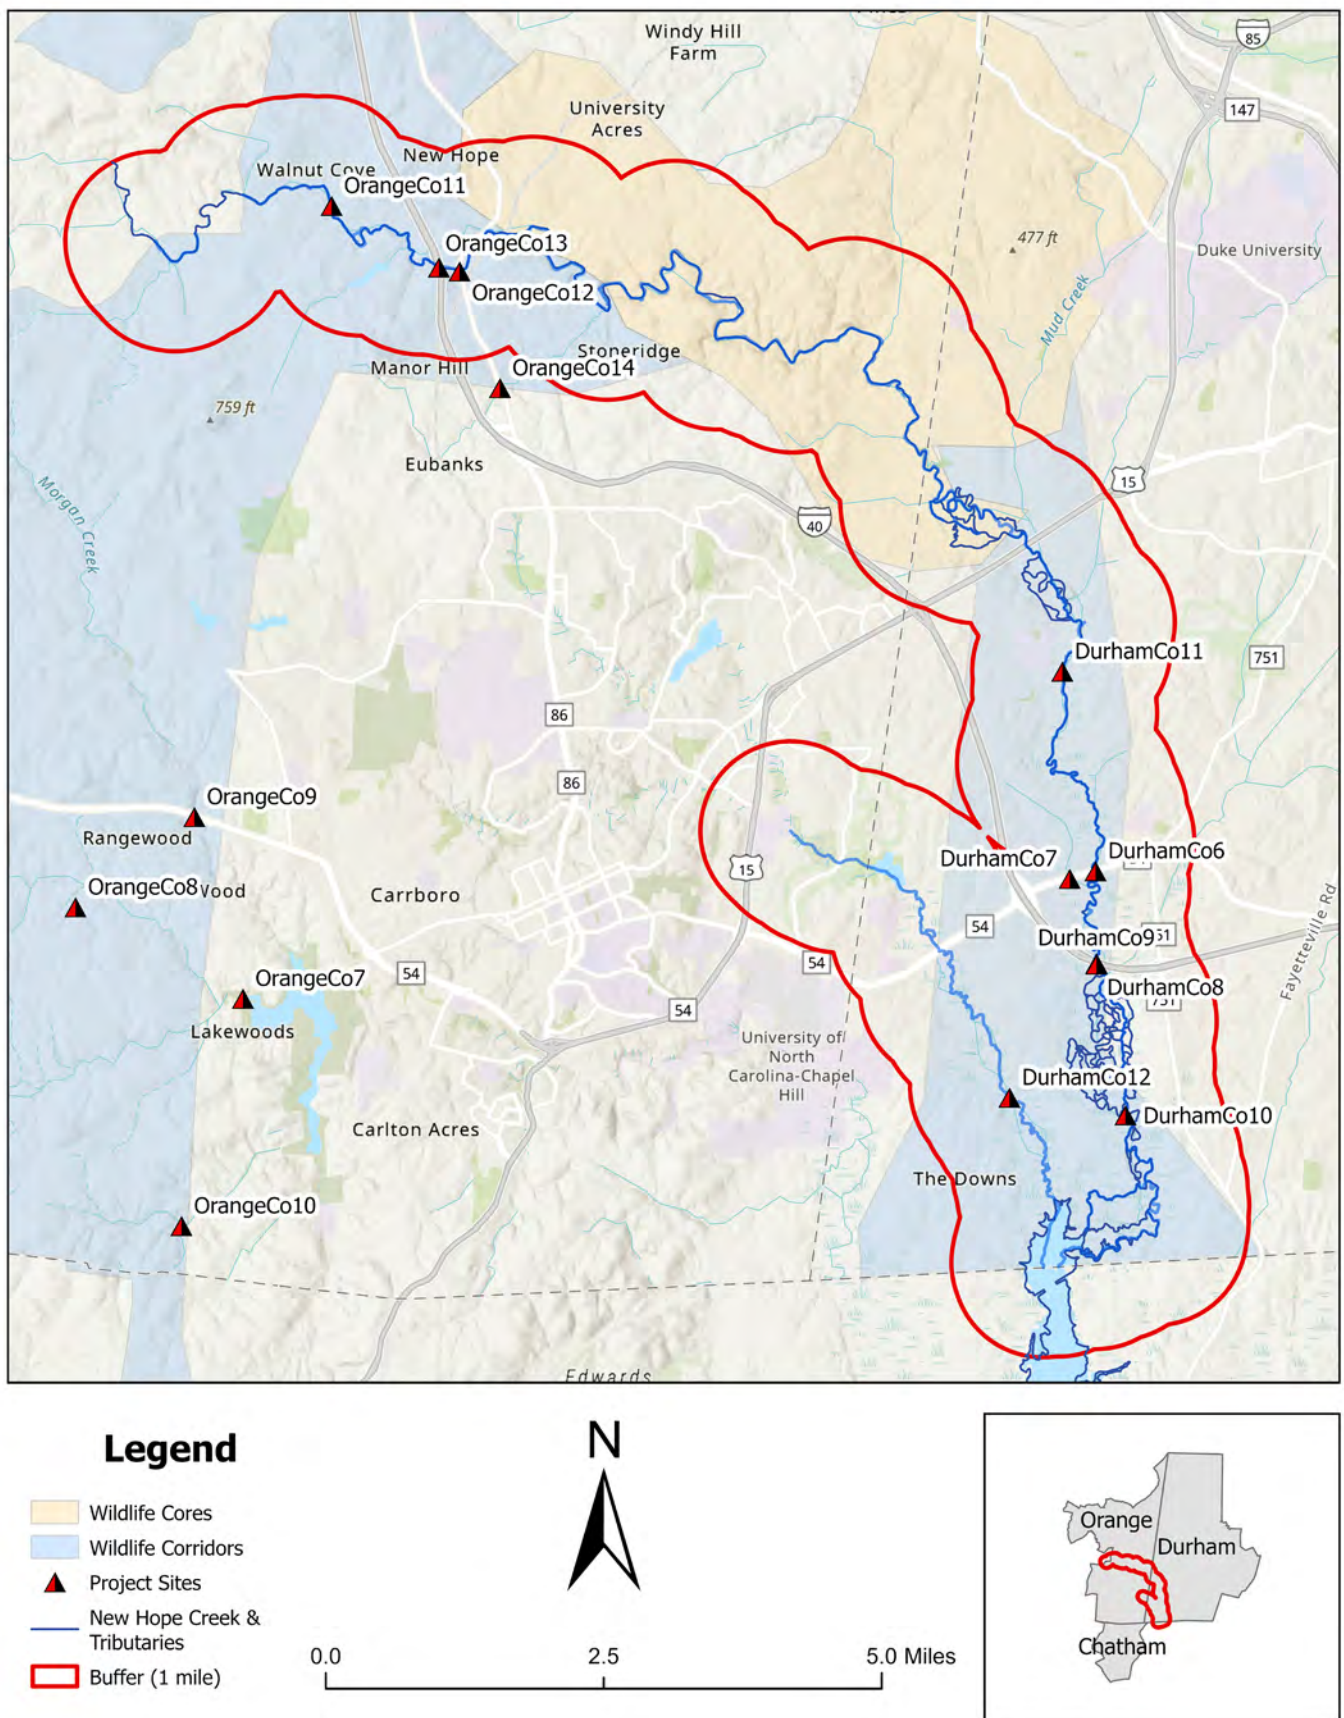 Windy Hill
Farm
85
147
University
Acres
New Hope
Walnut Cove
OrangeCo11
OrangeCo13
OrangeCo12
477 ft
Duke University
Mud Creek
Stoneridge
Manor Hill
OrangeCo14
759 ft
Eubanks
15
Morgan Creek
40
DurhamCo11
751
86
86
OrangeCo9
Rangewood
DurhamCo6
DurhamCo7
15
OrangeCo8
Wood
Carrboro
54
DurhamCo9
51
Fayetteville Rd
54
OrangeCo7
54
DurhamCo8
751
54
Lakewoods
University of
North
Carolina-Chapel
Hill
DurhamCo12
DurhamCo10
Carlton Acres
The Downs
OrangeCo10
Edwards
Legend
Wildlife Cores
Wildlife Corridors
Project Sites
New Hope Creek &
Tributaries
Buffer (1 mile)
N
0.0
2.5
5.0 Miles
Orange
Durham
Chatham